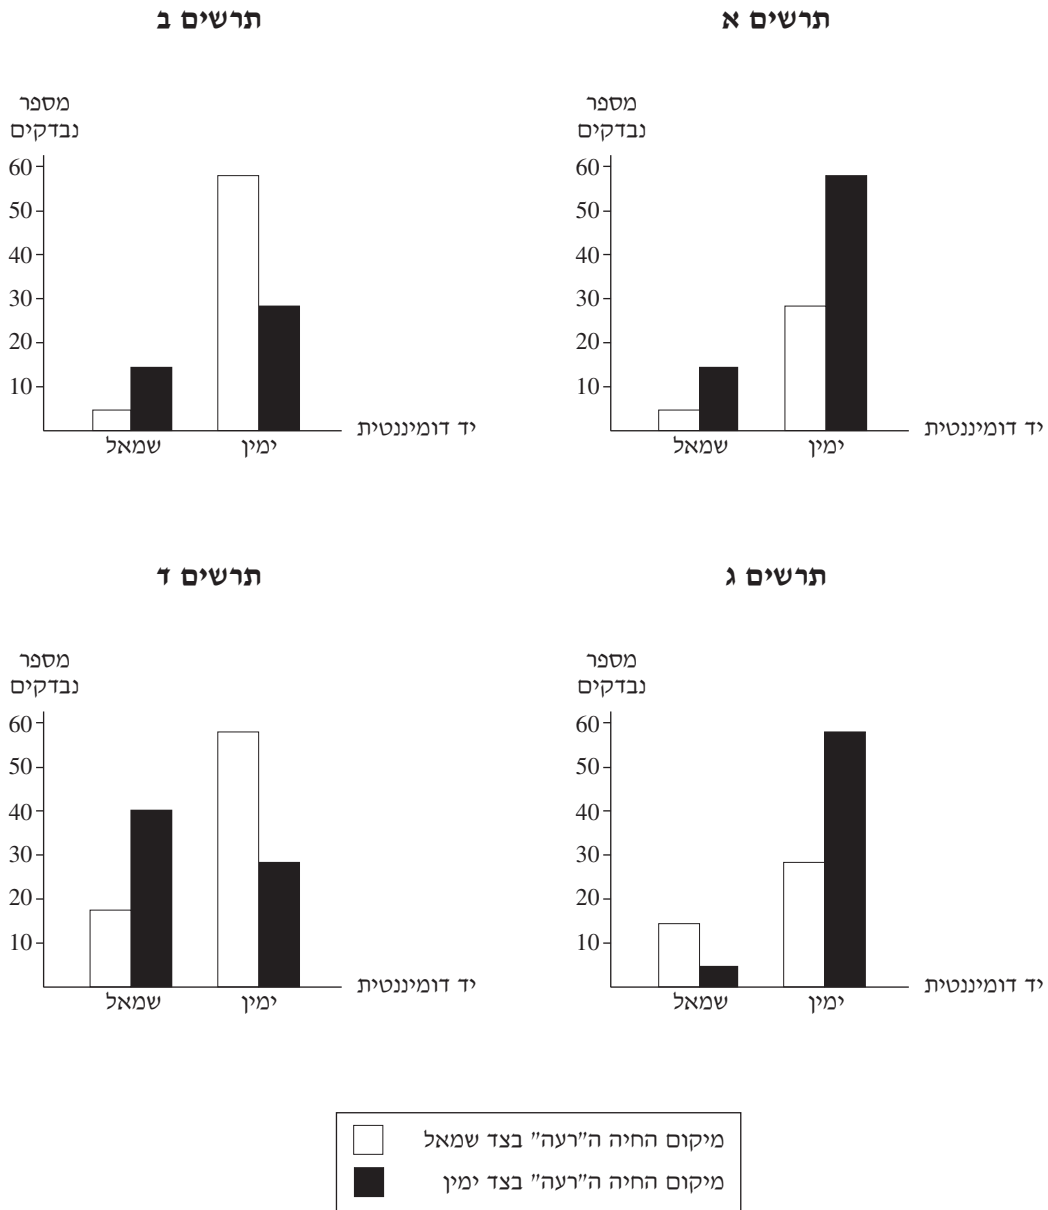 תרשים א
מספר
נבדקים
60
50
40
30
20
10
שמאל
ימין
יד דומיננטית
תרשים ב
מספר
נבדקים
60
50
40
30
20
10
שמאל
ימין
יד דומיננטית
תרשים ג
מספר
נבדקים
60
50
40
30
20
10
שמאל
ימין
יד דומיננטית
תרשים ד
מספר
נבדקים
60
50
40
30
20
10
שמאל
ימין
יד דומיננטית
מיקום החיה ה"רעה" בצד שמאל
מיקום החיה ה"רעה" בצד ימין